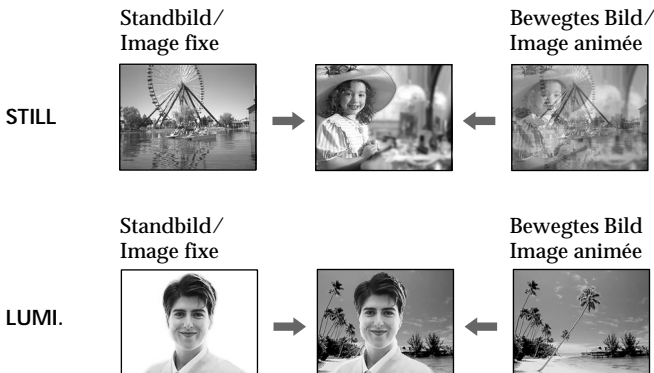 Standbild/
Image fixe
Bewegtes Bild/
Image animée
STILL
Standbild/
Image fixe
Bewegtes Bild
Image animée
LUMI.